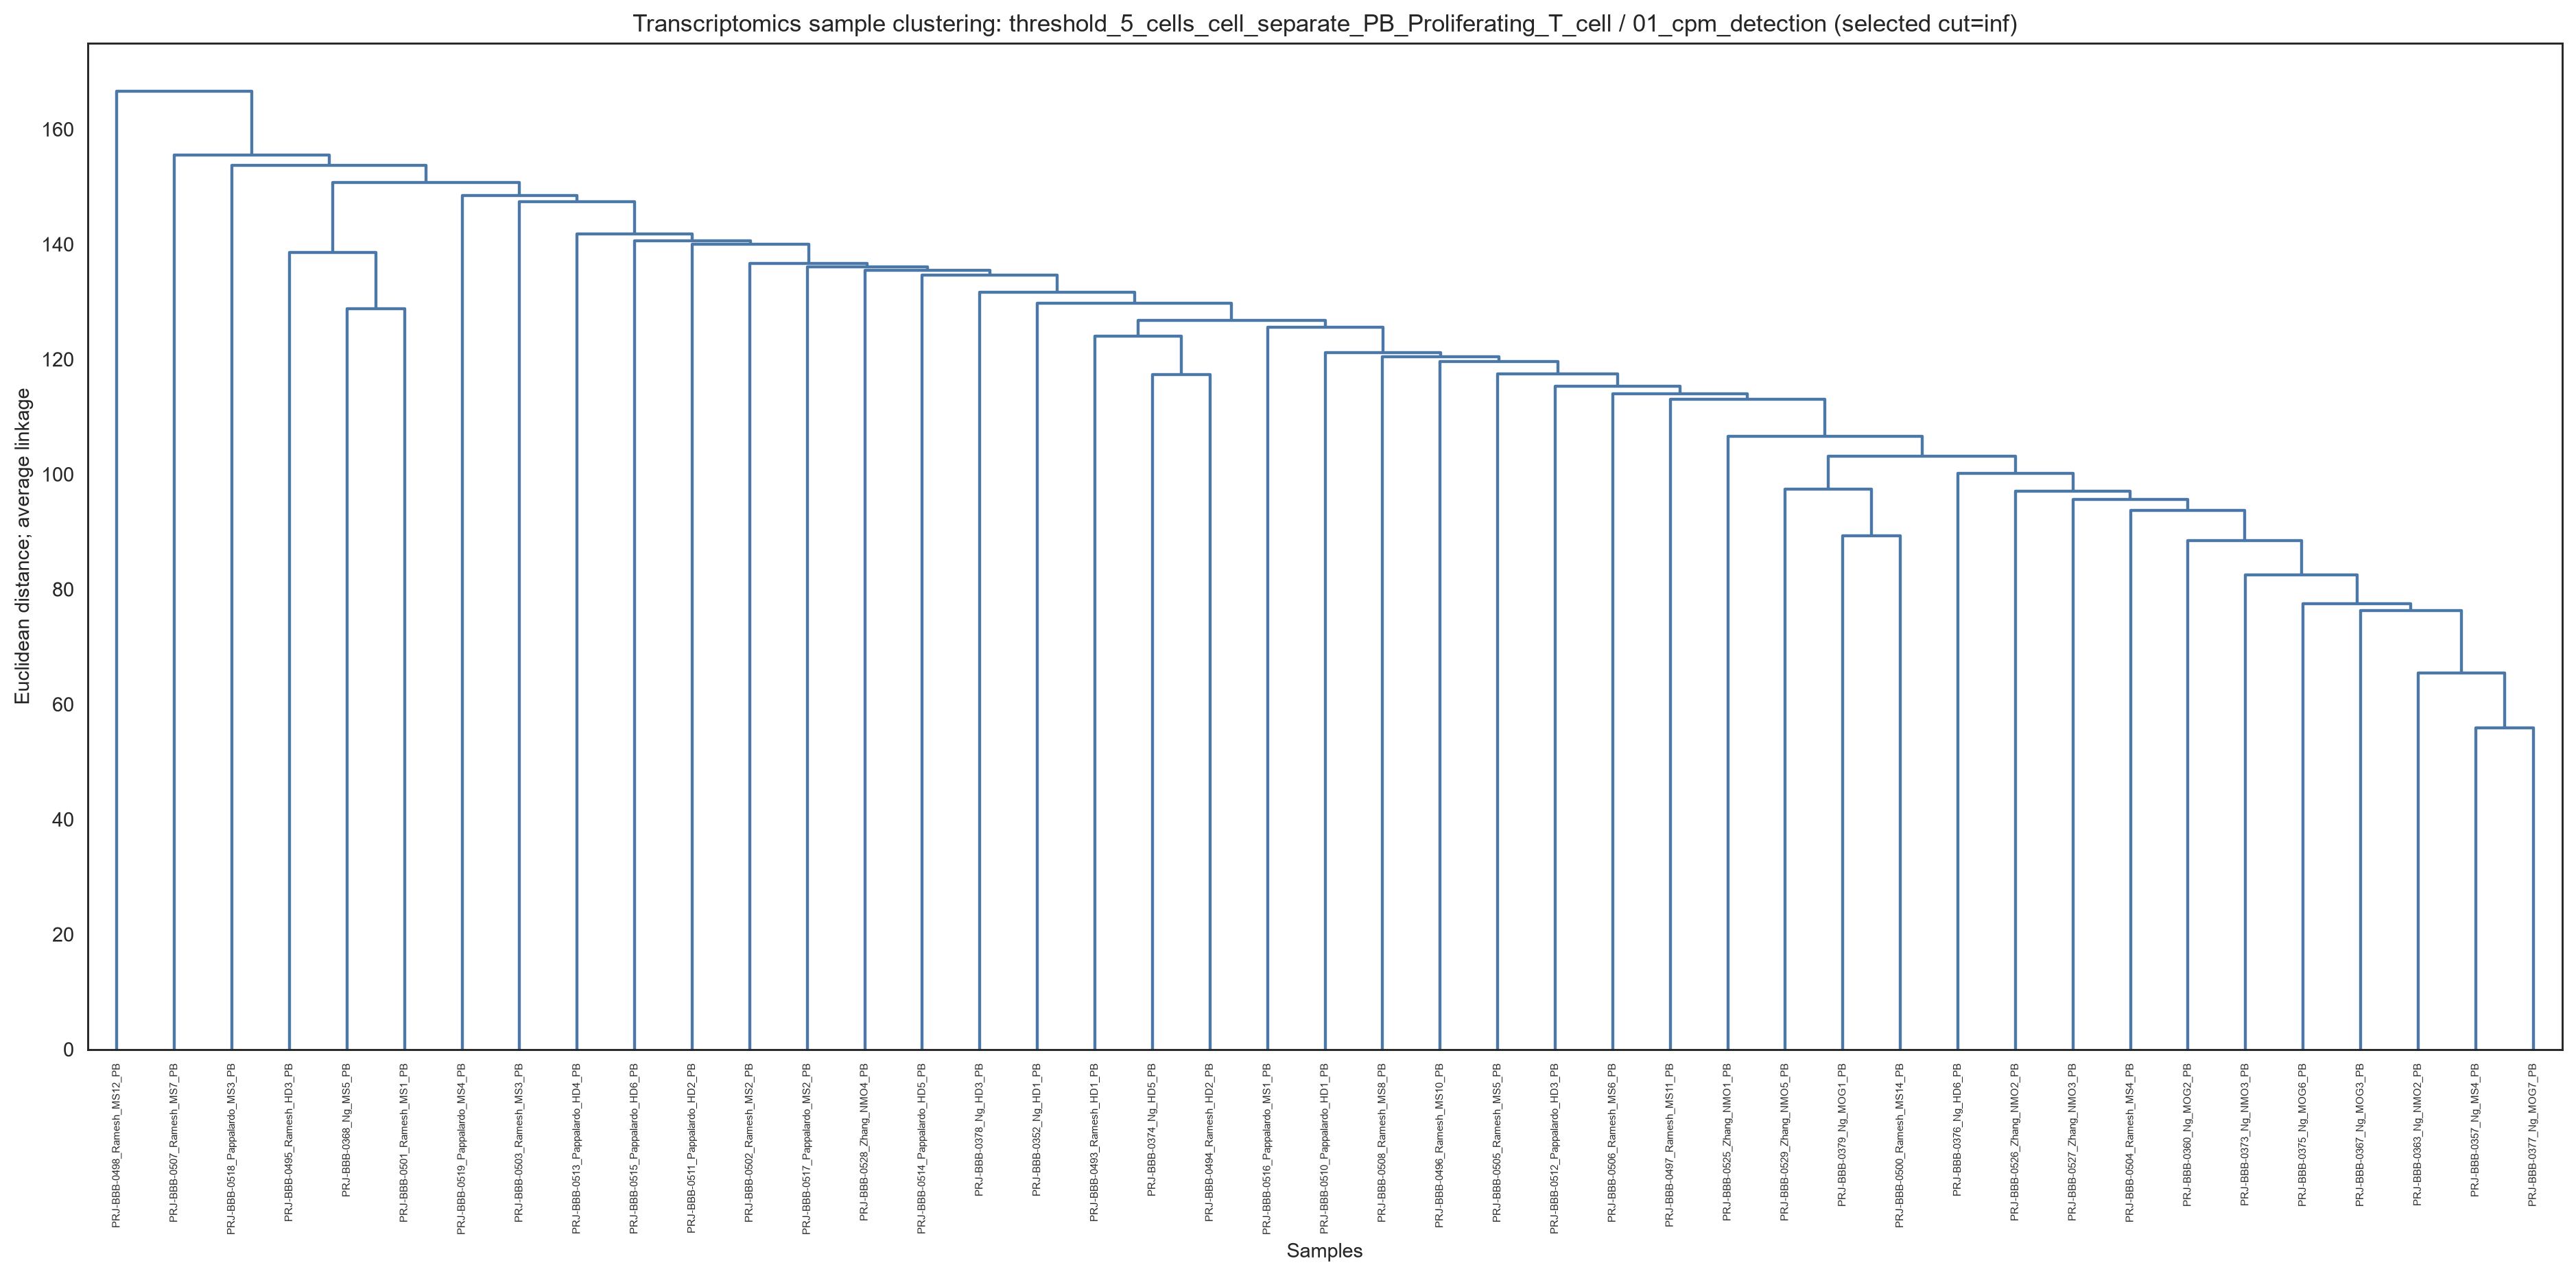 Transcriptomics sample clustering: threshold_5_cells_cell_separate_PB_Proliferating_T_cell / 01_cpm_detection (selected cut=inf)
Euclidean distance; average linkage
160
140
120
100
80
60
40
20
0
PRJ-BBB-0498_Ramesh_MS12_PB
PRJ-BBB-0507_Ramesh_MS7_PB
PRJ-BBB-0518_Pappalardo_MS3_PB
PRJ-BBB-0495_Ramesh_HD3_PB
PRJ-BBB-0368_Ng_MS5_PB
PRJ-BBB-0501_Ramesh_MS1_PB
PRJ-BBB-0519_Pappalardo_MS4_PB
PRJ-BBB-0503_Ramesh_MS3_PB
PRJ-BBB-0513_Pappalardo_HD4_PB
PRJ-BBB-0515_Pappalardo_HD6_PB
PRJ-BBB-0511_Pappalardo_HD2_PB
PRJ-BBB-0502_Ramesh_MS2_PB
PRJ-BBB-0517_Pappalardo_MS2_PB
PRJ-BBB-0528_Zhang_NMO4_PB
PRJ-BBB-0514_Pappalardo_HD5_PB
PRJ-BBB-0378_Ng_HD3_PB
PRJ-BBB-0352_Ng_HD1_PB
PRJ-BBB-0493_Ramesh_HD1_PB
PRJ-BBB-0374_Ng_HD5_PB
PRJ-BBB-0494_Ramesh_HD2_PB
PRJ-BBB-0516_Pappalardo_MS1_PB
PRJ-BBB-0510_Pappalardo_HD1_PB
PRJ-BBB-0508_Ramesh_MS8_PB
PRJ-BBB-0496_Ramesh_MS10_PB
PRJ-BBB-0505_Ramesh_MS5_PB
PRJ-BBB-0512_Pappalardo_HD3_PB
PRJ-BBB-0506_Ramesh_MS6_PB
PRJ-BBB-0497_Ramesh_MS11_PB
PRJ-BBB-0525_Zhang_NMO1_PB
PRJ-BBB-0529_Zhang_NMO5_PB
PRJ-BBB-0379_Ng_MOG1_PB
PRJ-BBB-0500_Ramesh_MS14_PB
PRJ-BBB-0376_Ng_HD6_PB
PRJ-BBB-0526_Zhang_NMO2_PB
PRJ-BBB-0527_Zhang_NMO3_PB
PRJ-BBB-0504_Ramesh_MS4_PB
PRJ-BBB-0360_Ng_MOG2_PB
PRJ-BBB-0373_Ng_NMO3_PB
PRJ-BBB-0375_Ng_MOG6_PB
PRJ-BBB-0367_Ng_MOG3_PB
PRJ-BBB-0363_Ng_NMO2_PB
PRJ-BBB-0357_Ng_MS4_PB
PRJ-BBB-0377_Ng_MOG7_PB
Samples